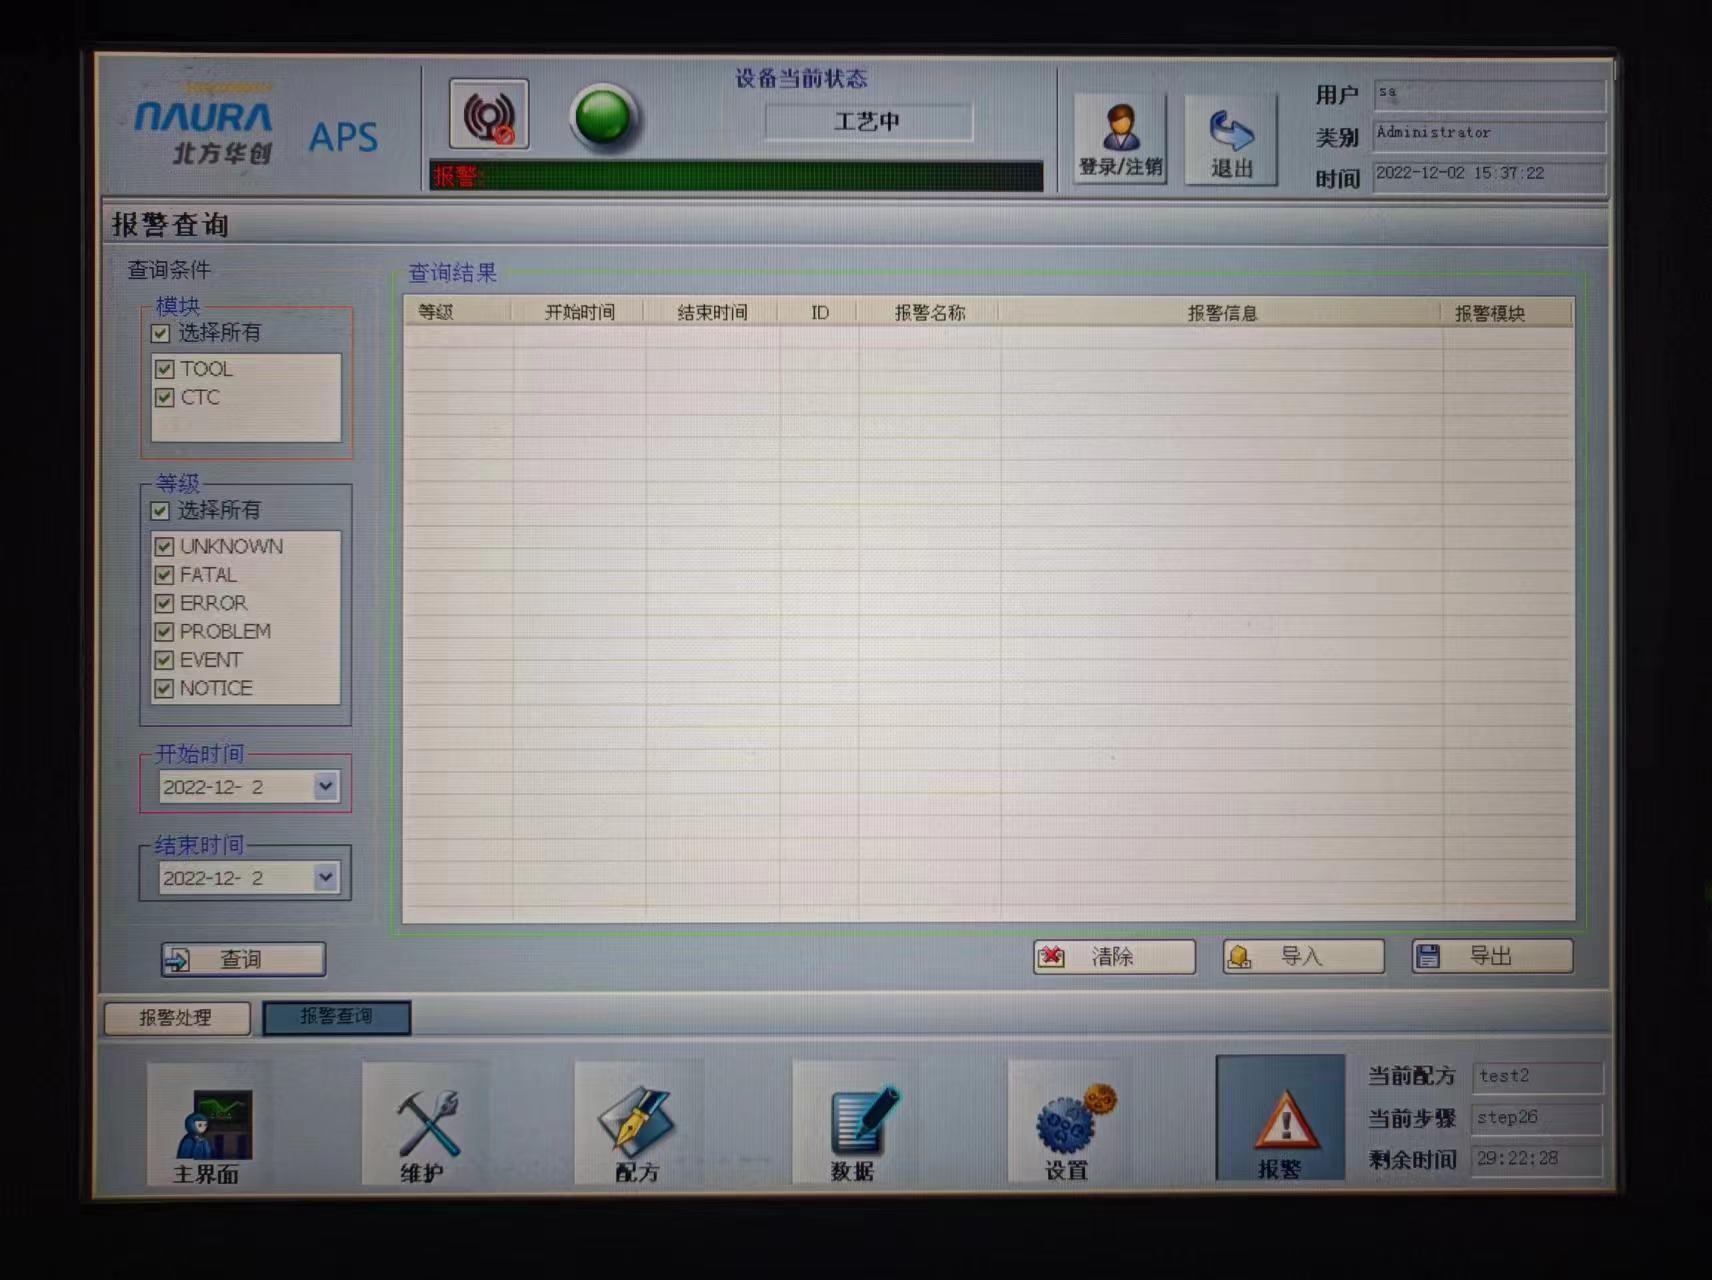 NAURA
北方华创
APS
设备当前状态
工艺中
报警:
登录/注销
退出
用户 sa
类别 Administrator
时间 2022-12-02 15:37:22
报警查询
查询条件
模块
选择所有
TOOL
CTC
等级
选择所有
UNKNOWN
FATAL
ERROR
PROBLEM
EVENT
NOTICE
开始时间
2022-12- 2
结束时间
2022-12- 2
查询
查询结果
等级 开始时间 结束时间 ID 报警名称 报警信息 报警模块
清除 导入 导出
报警处理 报警查询
主界面 维护 配方 数据 设置 报警
当前配方 test2
当前步骤 step26
剩余时间 29:22:28